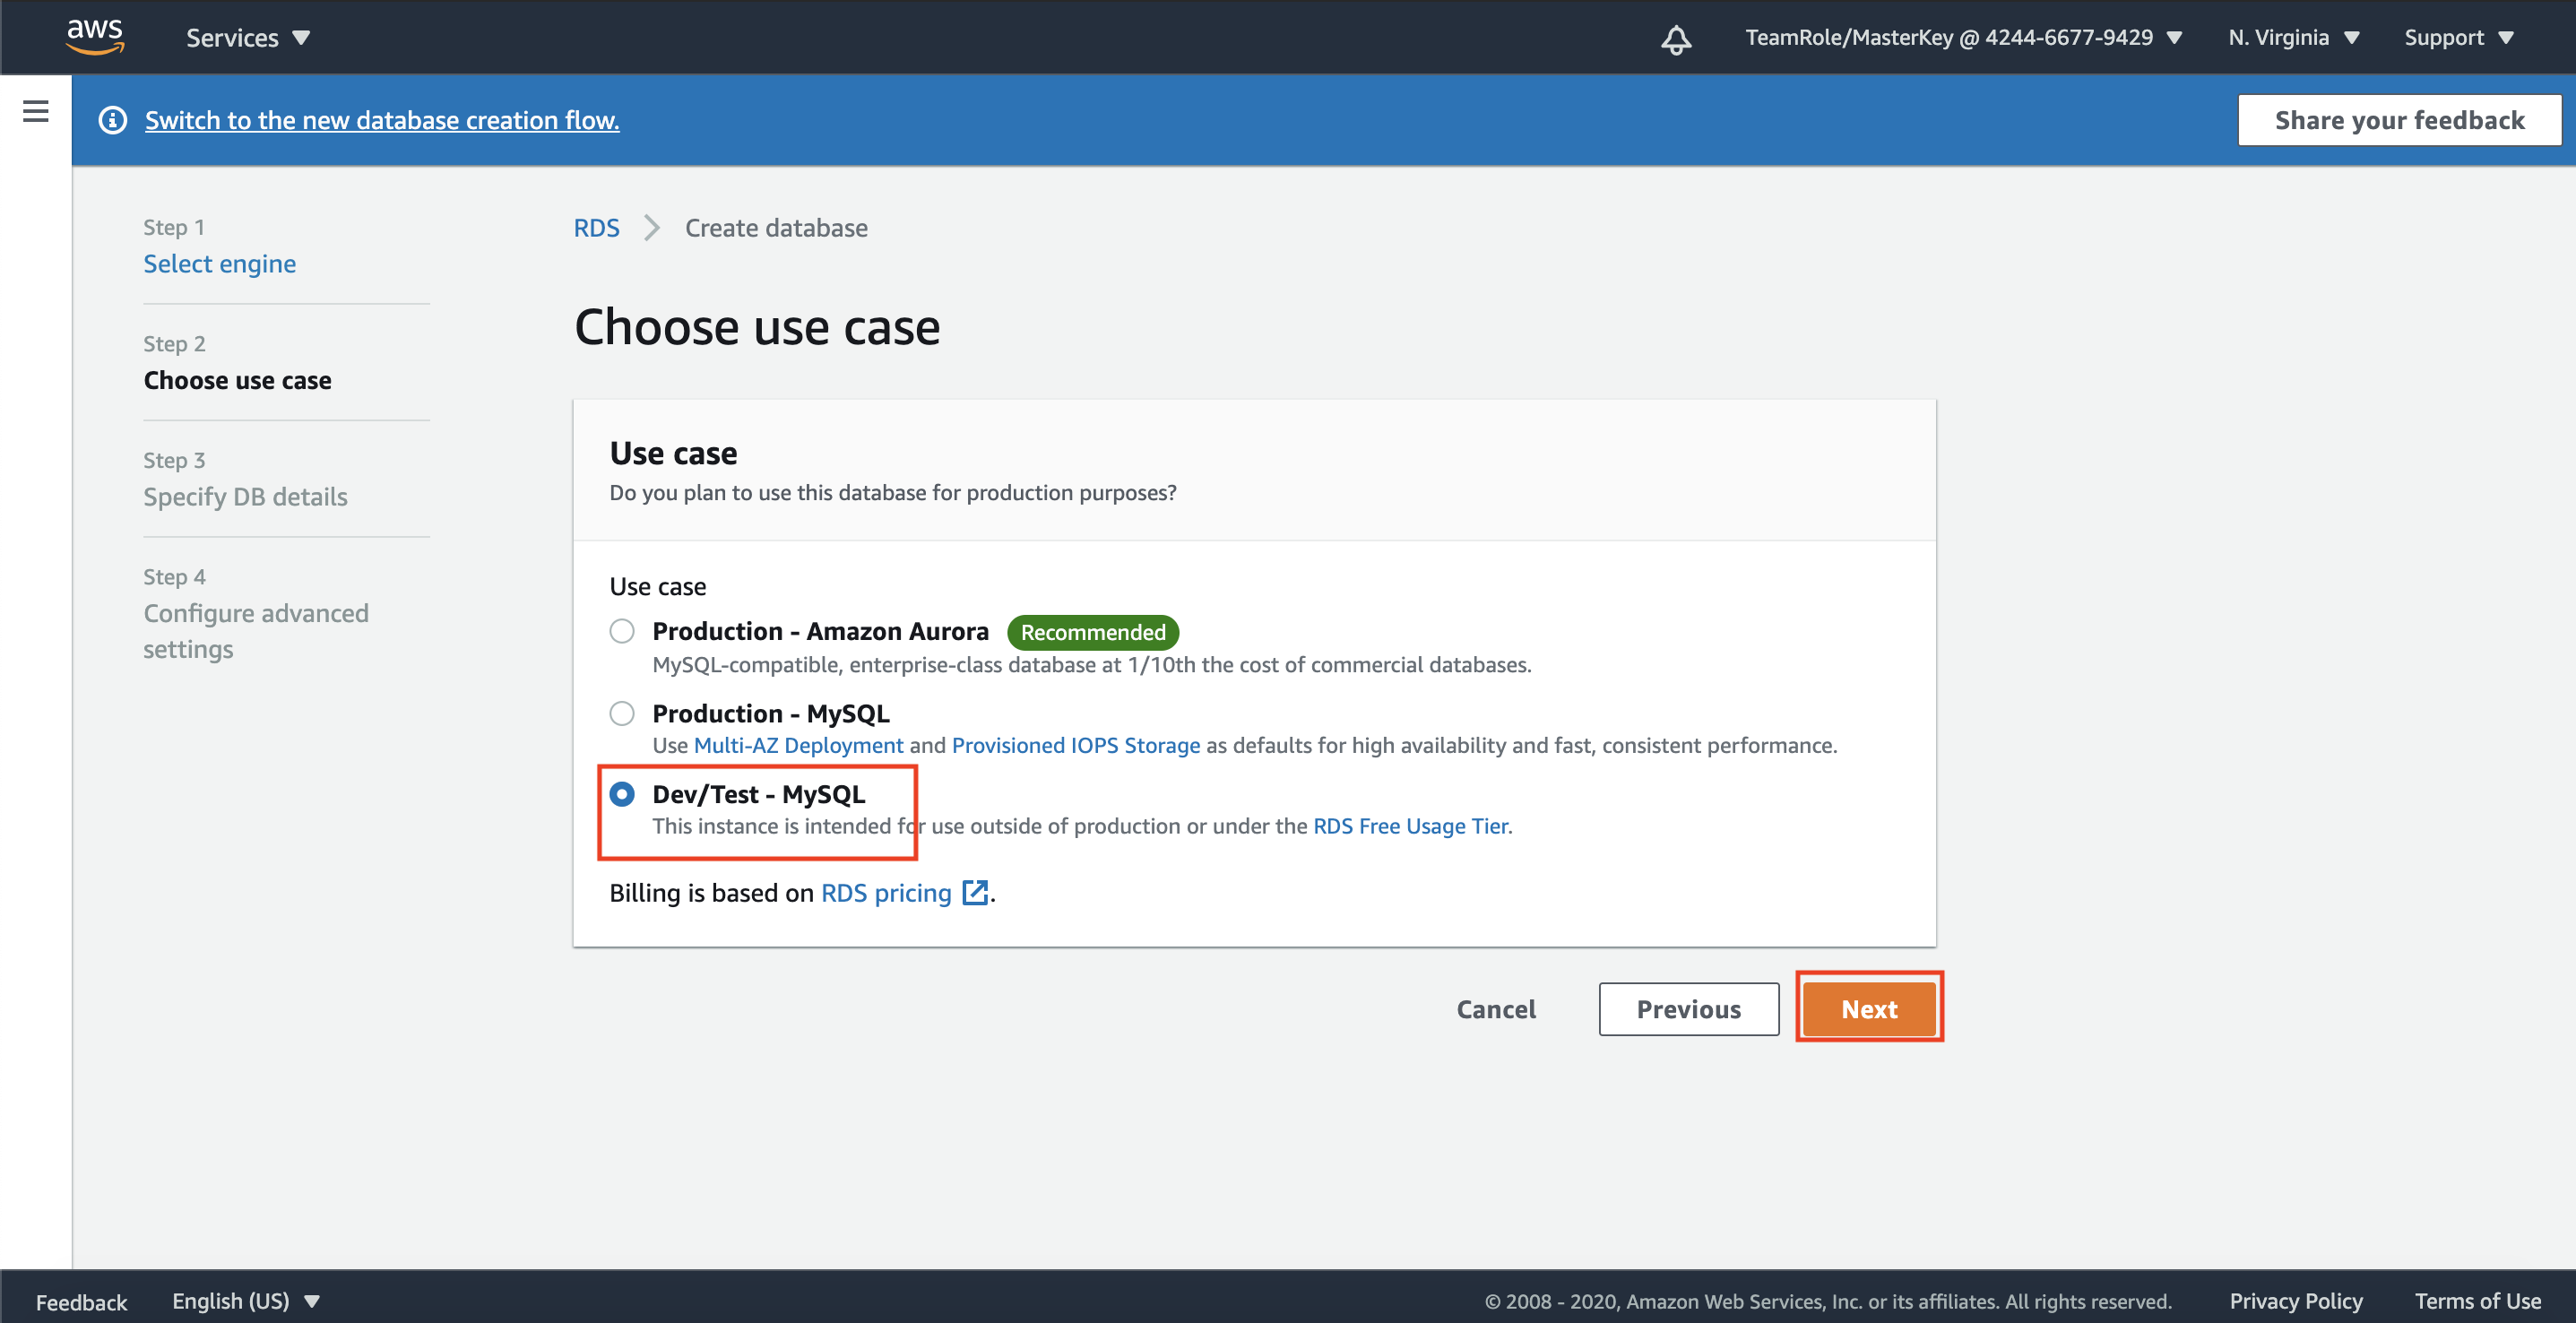 aws
Services
TeamRole/MasterKey @ 4244-6677-9429
N. Virginia
Support
Switch to the new database creation flow.
Share your feedback
Step 1
Select engine
Step 2
Choose use case
Step 3
Specify DB details
Step 4
Configure advanced
settings
RDS
Create database
Choose use case
Use case
Do you plan to use this database for production purposes?
Use case
Production - Amazon Aurora Recommended
MySQL-compatible, enterprise-class database at 1/10th the cost of commercial databases.
Production - MySQL
Use Multi-AZ Deployment and Provisioned IOPS Storage as defaults for high availability and fast, consistent performance.
Dev/Test - MySQL
This instance is intended for use outside of production or under the RDS Free Usage Tier.
Billing is based on RDS pricing .
Cancel
Previous
Next
Feedback
English (US)
© 2008 - 2020, Amazon Web Services, Inc. or its affiliates. All rights reserved.
Privacy Policy
Terms of Use